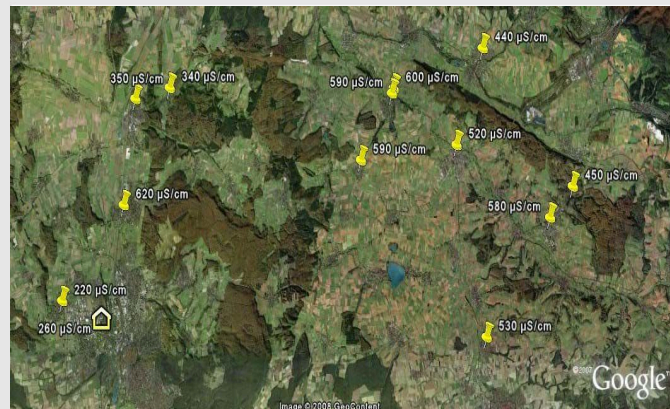 440 µS/cm
350 µS/cm
340 µS/cm
590 µS/cm
600 µS/cm
520 µS/cm
590 µS/cm
450 µS/cm
620 µS/cm
580 µS/cm
220 µS/cm
260 µS/cm
530 µS/cm
©2007 Google™
Image © 2008 GeoContent